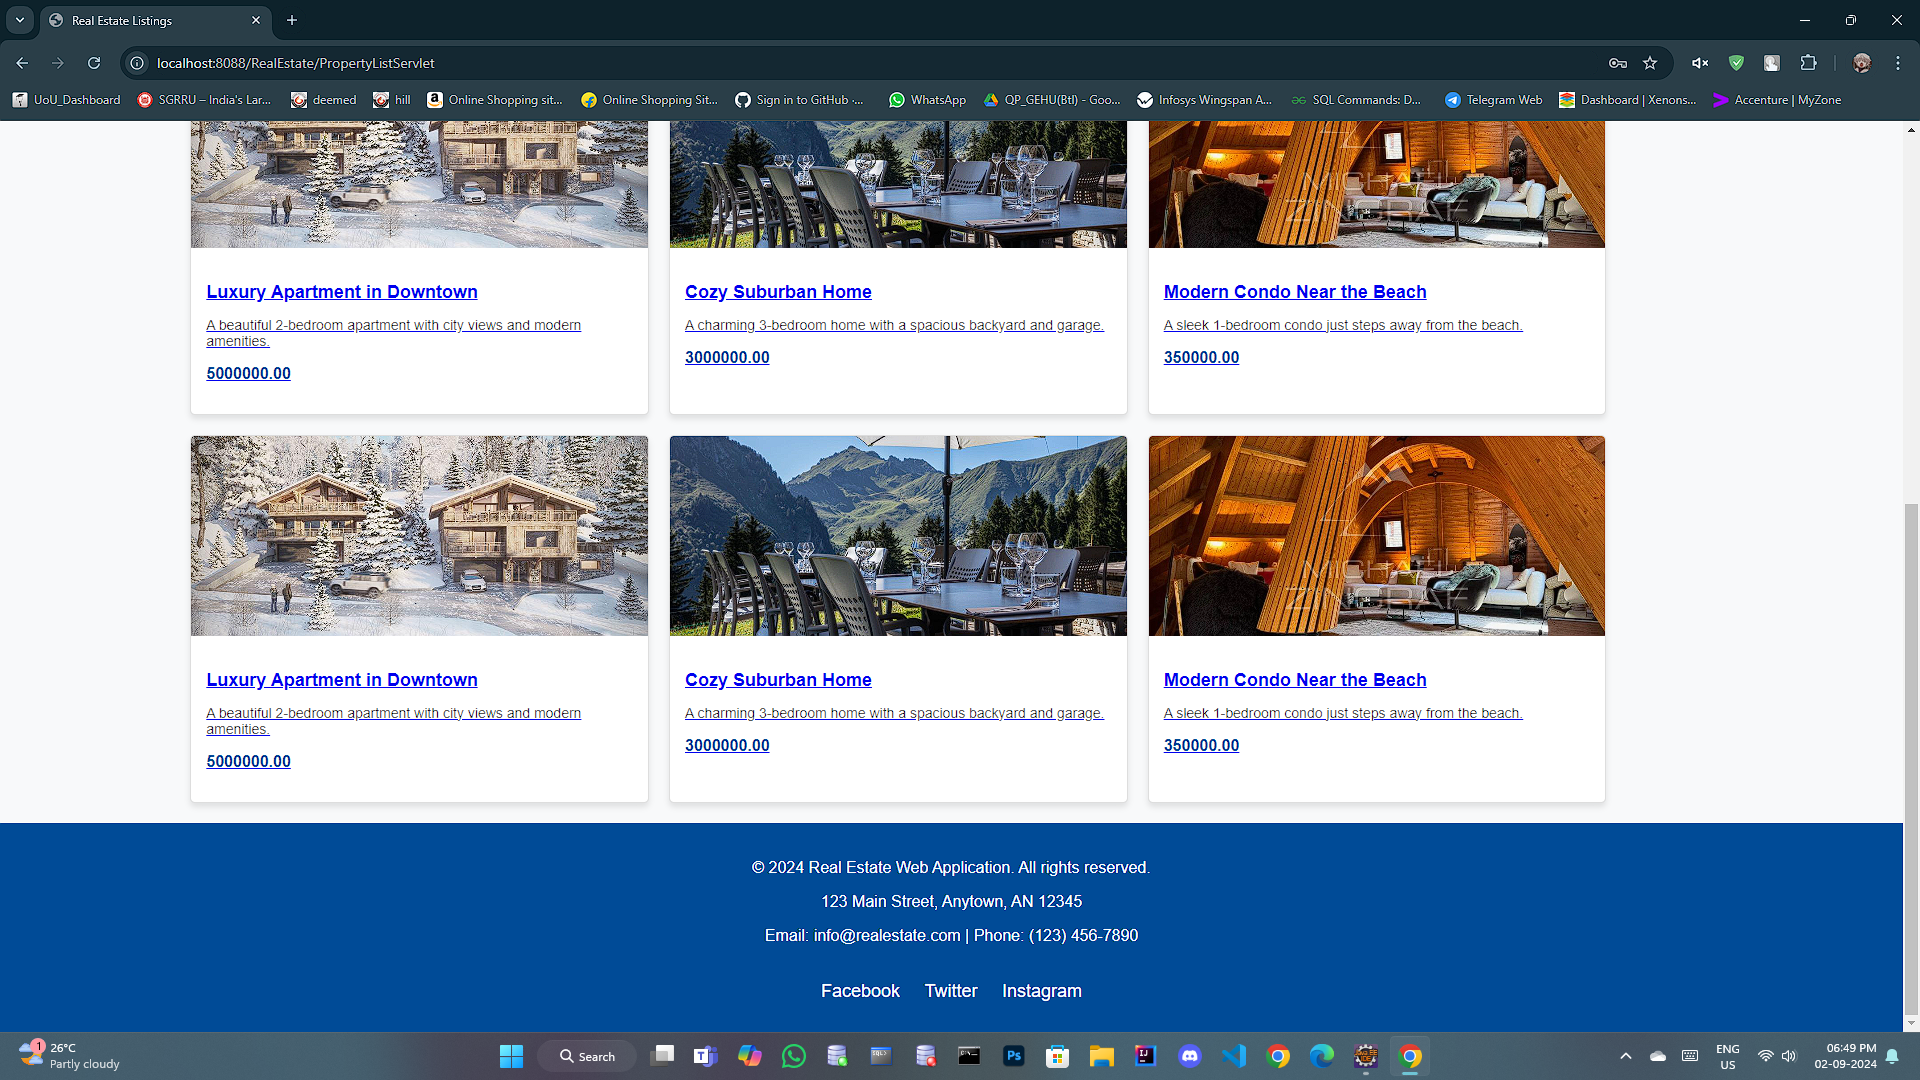 Real Estate Listings
localhost:8088/RealEstate/PropertyListServlet
UoU_Dashboard
SGRRU – India's Lar...
deemed
hill
Online Shopping sit...
Online Shopping Sit...
Sign in to GitHub ·...
WhatsApp
QP_GEHU(Btl) - Goo...
Infosys Wingspan A...
SQL Commands: D...
Telegram Web
Dashboard | Xenons...
Accenture | MyZone
MICHAËL
ZINGRAF
Luxury Apartment in Downtown
A beautiful 2-bedroom apartment with city views and modern
amenities.
5000000.00
Cozy Suburban Home
A charming 3-bedroom home with a spacious backyard and garage.
3000000.00
Modern Condo Near the Beach
A sleek 1-bedroom condo just steps away from the beach.
350000.00
MICHAËL
ZINGRAF
Luxury Apartment in Downtown
A beautiful 2-bedroom apartment with city views and modern
amenities.
5000000.00
Cozy Suburban Home
A charming 3-bedroom home with a spacious backyard and garage.
3000000.00
Modern Condo Near the Beach
A sleek 1-bedroom condo just steps away from the beach.
350000.00
© 2024 Real Estate Web Application. All rights reserved.
123 Main Street, Anytown, AN 12345
Email: info@realestate.com | Phone: (123) 456-7890
Facebook Twitter Instagram
1
26°C
Partly cloudy
Search
Ps
ENG
US
06:49 PM
02-09-2024